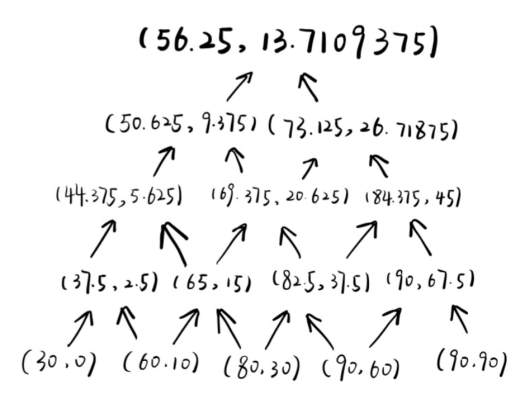 (56.25, 13.7109375)
(50.625, 9.375) (73.125, 26.71875)
(44.375, 5.625) (69.375, 20.625) (84.375, 45)
(37.5, 2.5) (65, 15) (82.5, 37.5) (90, 67.5)
(30.0) (60.10) (80.30) (90.60) (90.90)